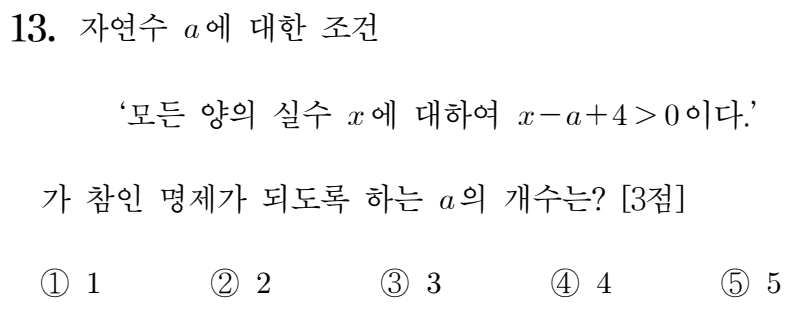 13. 자연수 a에 대한 조건
‘모든 양의 실수 x에 대하여 x-a+4>0이다.’
가 참인 명제가 되도록 하는 a의 개수는? [3점]
① 1 ② 2 ③ 3 ④ 4 ⑤ 5